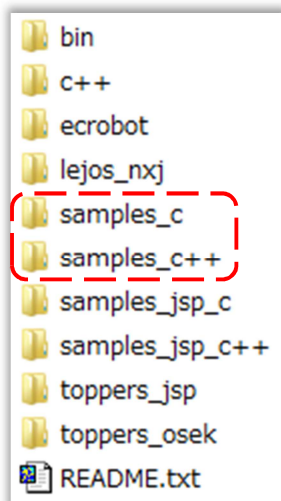 bin
c++
ecrobot
lejos_nxj
samples_c
samples_c++
samples_jsp_c
samples_jsp_c++
toppers_jsp
toppers_osek
README.txt